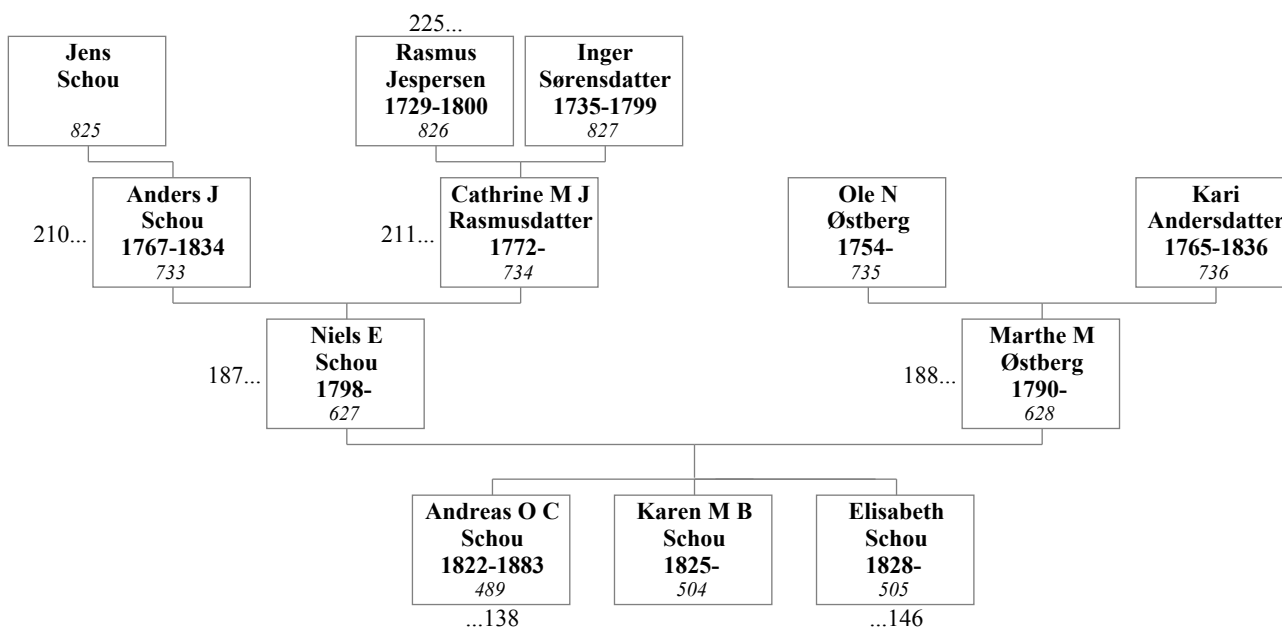 225...
Jens
Schou
825
Rasmus
Jespersen
1729-1800
826
Inger
Sørensdatter
1735-1799
827
210...
Anders J
Schou
1767-1834
733
211...
Cathrine M J
Rasmusdatter
1772-
734
Ole N
Østberg
1754-
735
Kari
Andersdatter
1765-1836
736
187...
Niels E
Schou
1798-
627
188...
Marthe M
Østberg
1790-
628
Andreas O C
Schou
1822-1883
489
...138
Karen M B
Schou
1825-
504
Elisabeth
Schou
1828-
505
...146